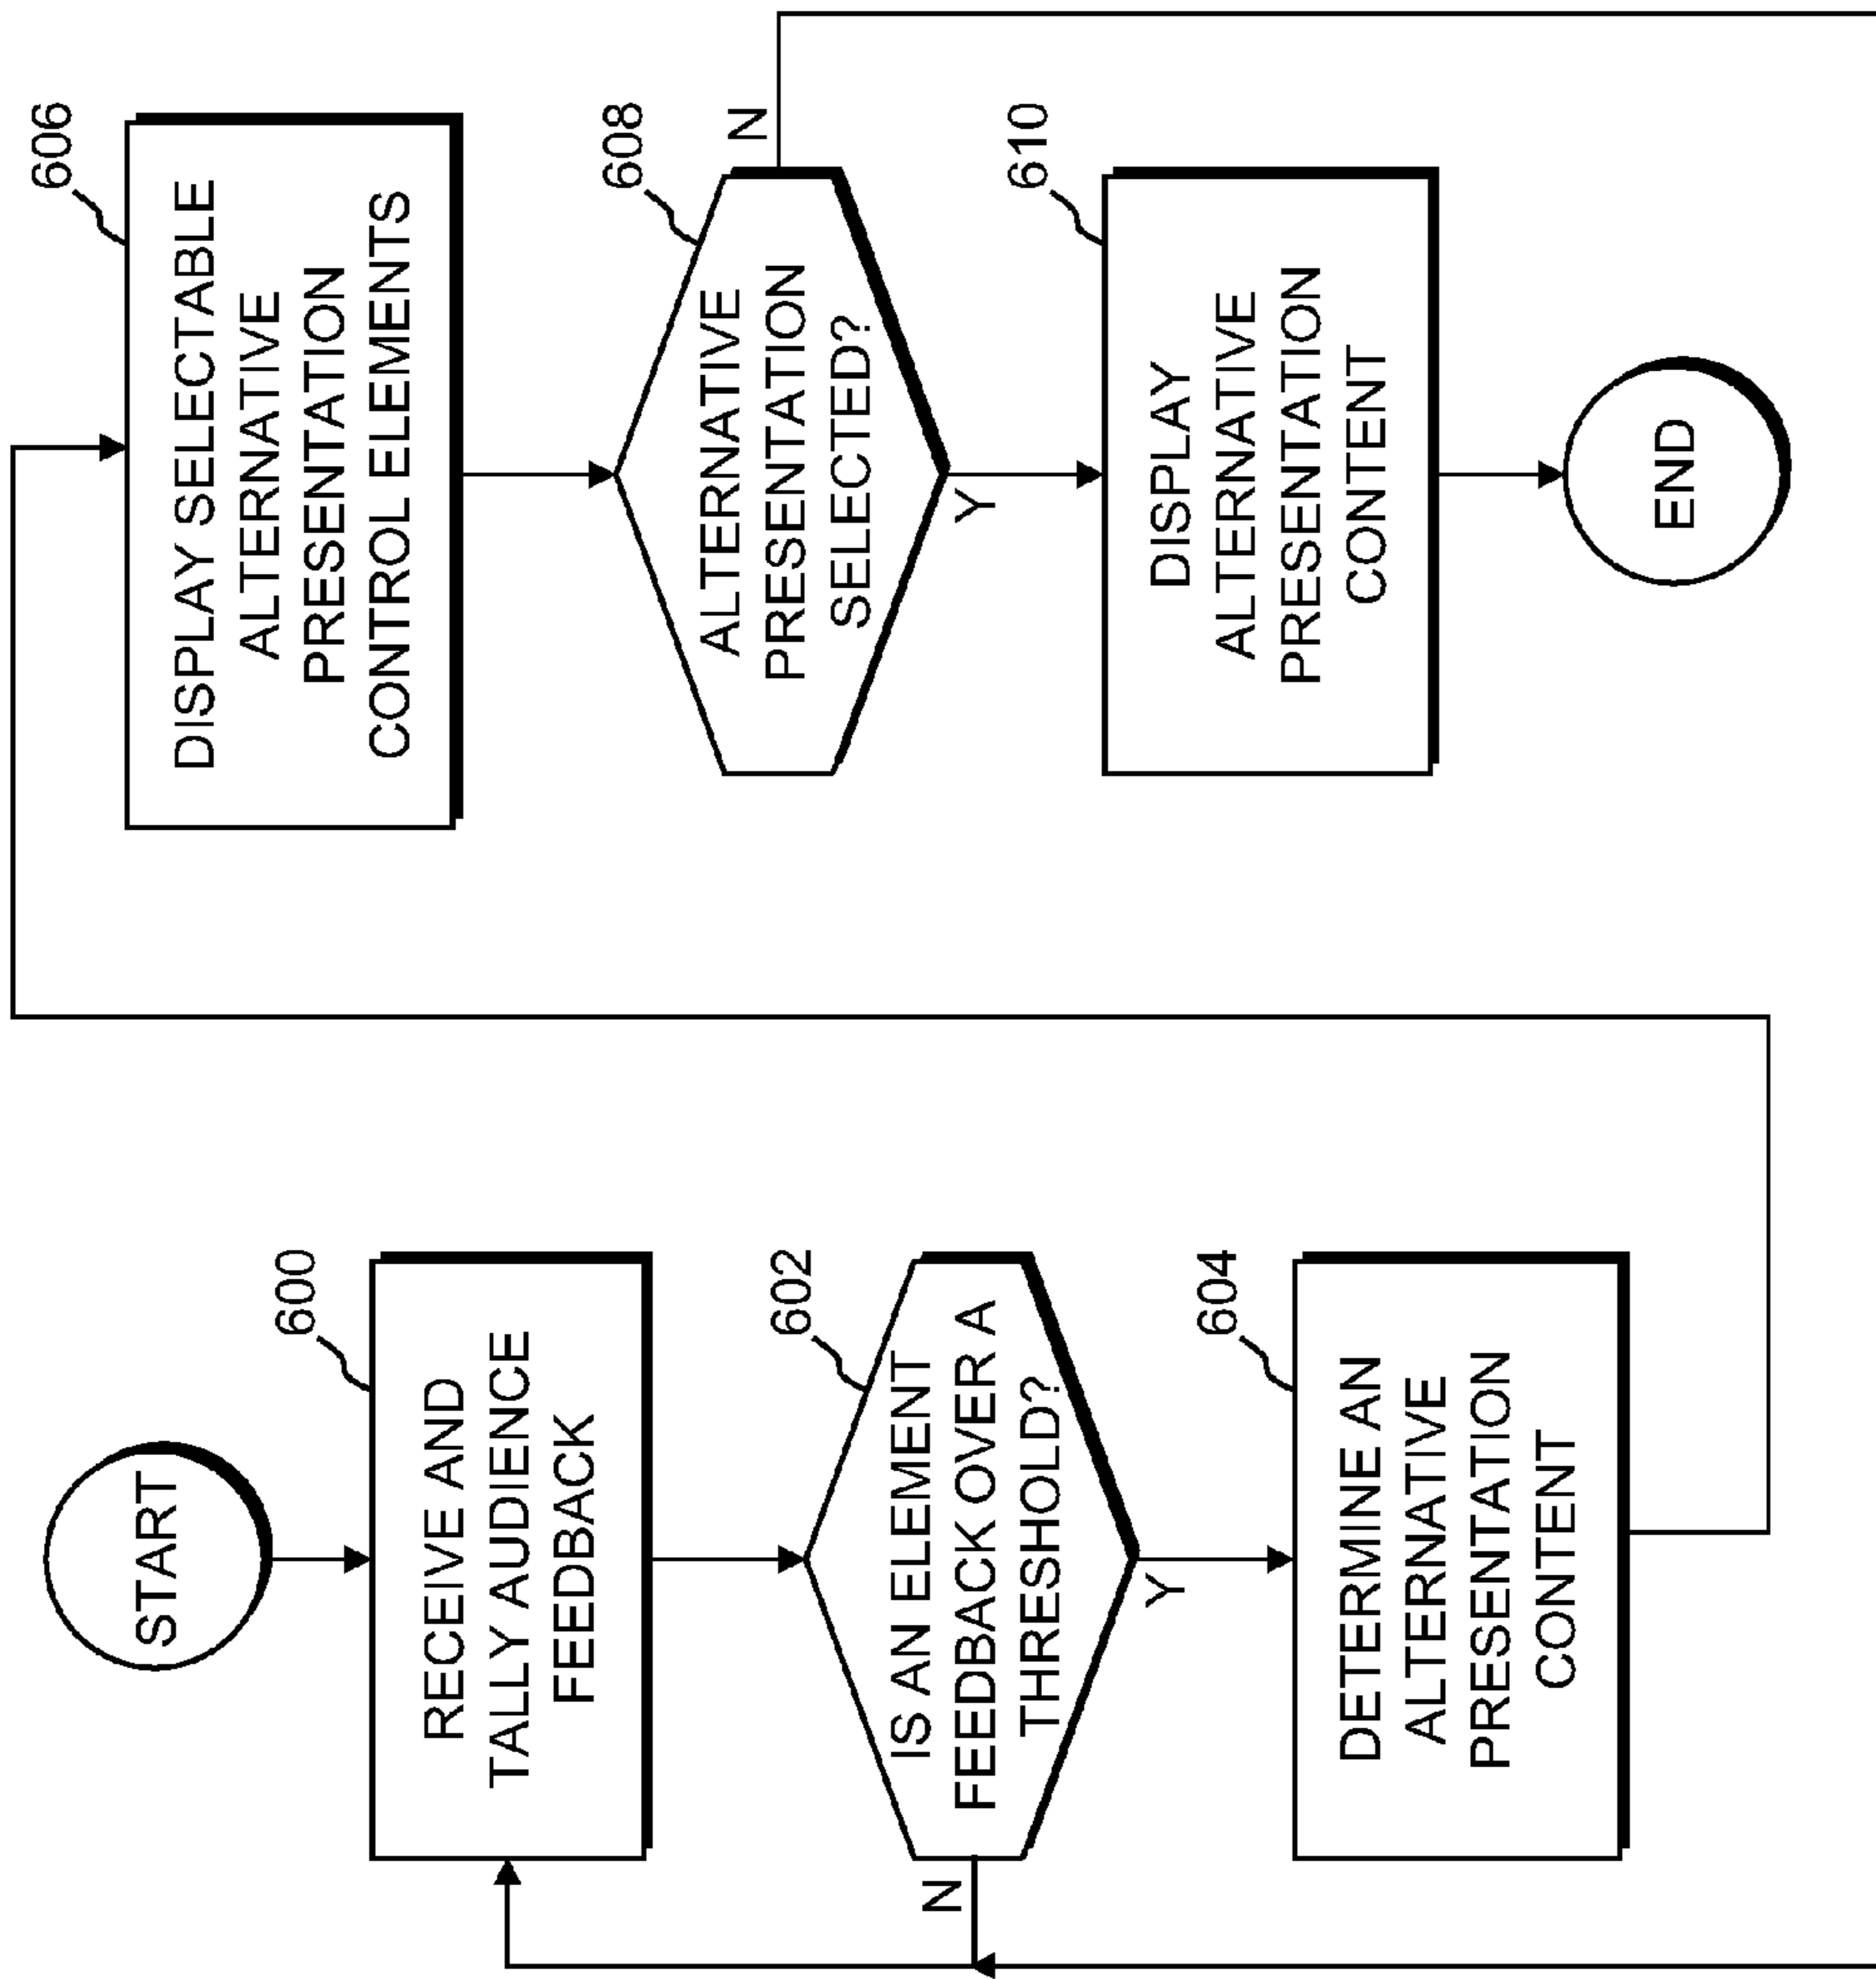 START
600
RECEIVE AND
TALLY AUDIENCE
FEEDBACK
602
IS AN ELEMENT
FEEDBACK OVER A
THRESHOLD?
N
Y
604
DETERMINE AN
ALTERNATIVE
PRESENTATION
CONTENT
606
DISPLAY SELECTABLE
ALTERNATIVE
PRESENTATION
CONTROL ELEMENTS
608
ALTERNATIVE
PRESENTATION
SELECTED?
N
Y
610
DISPLAY
ALTERNATIVE
PRESENTATION
CONTENT
END